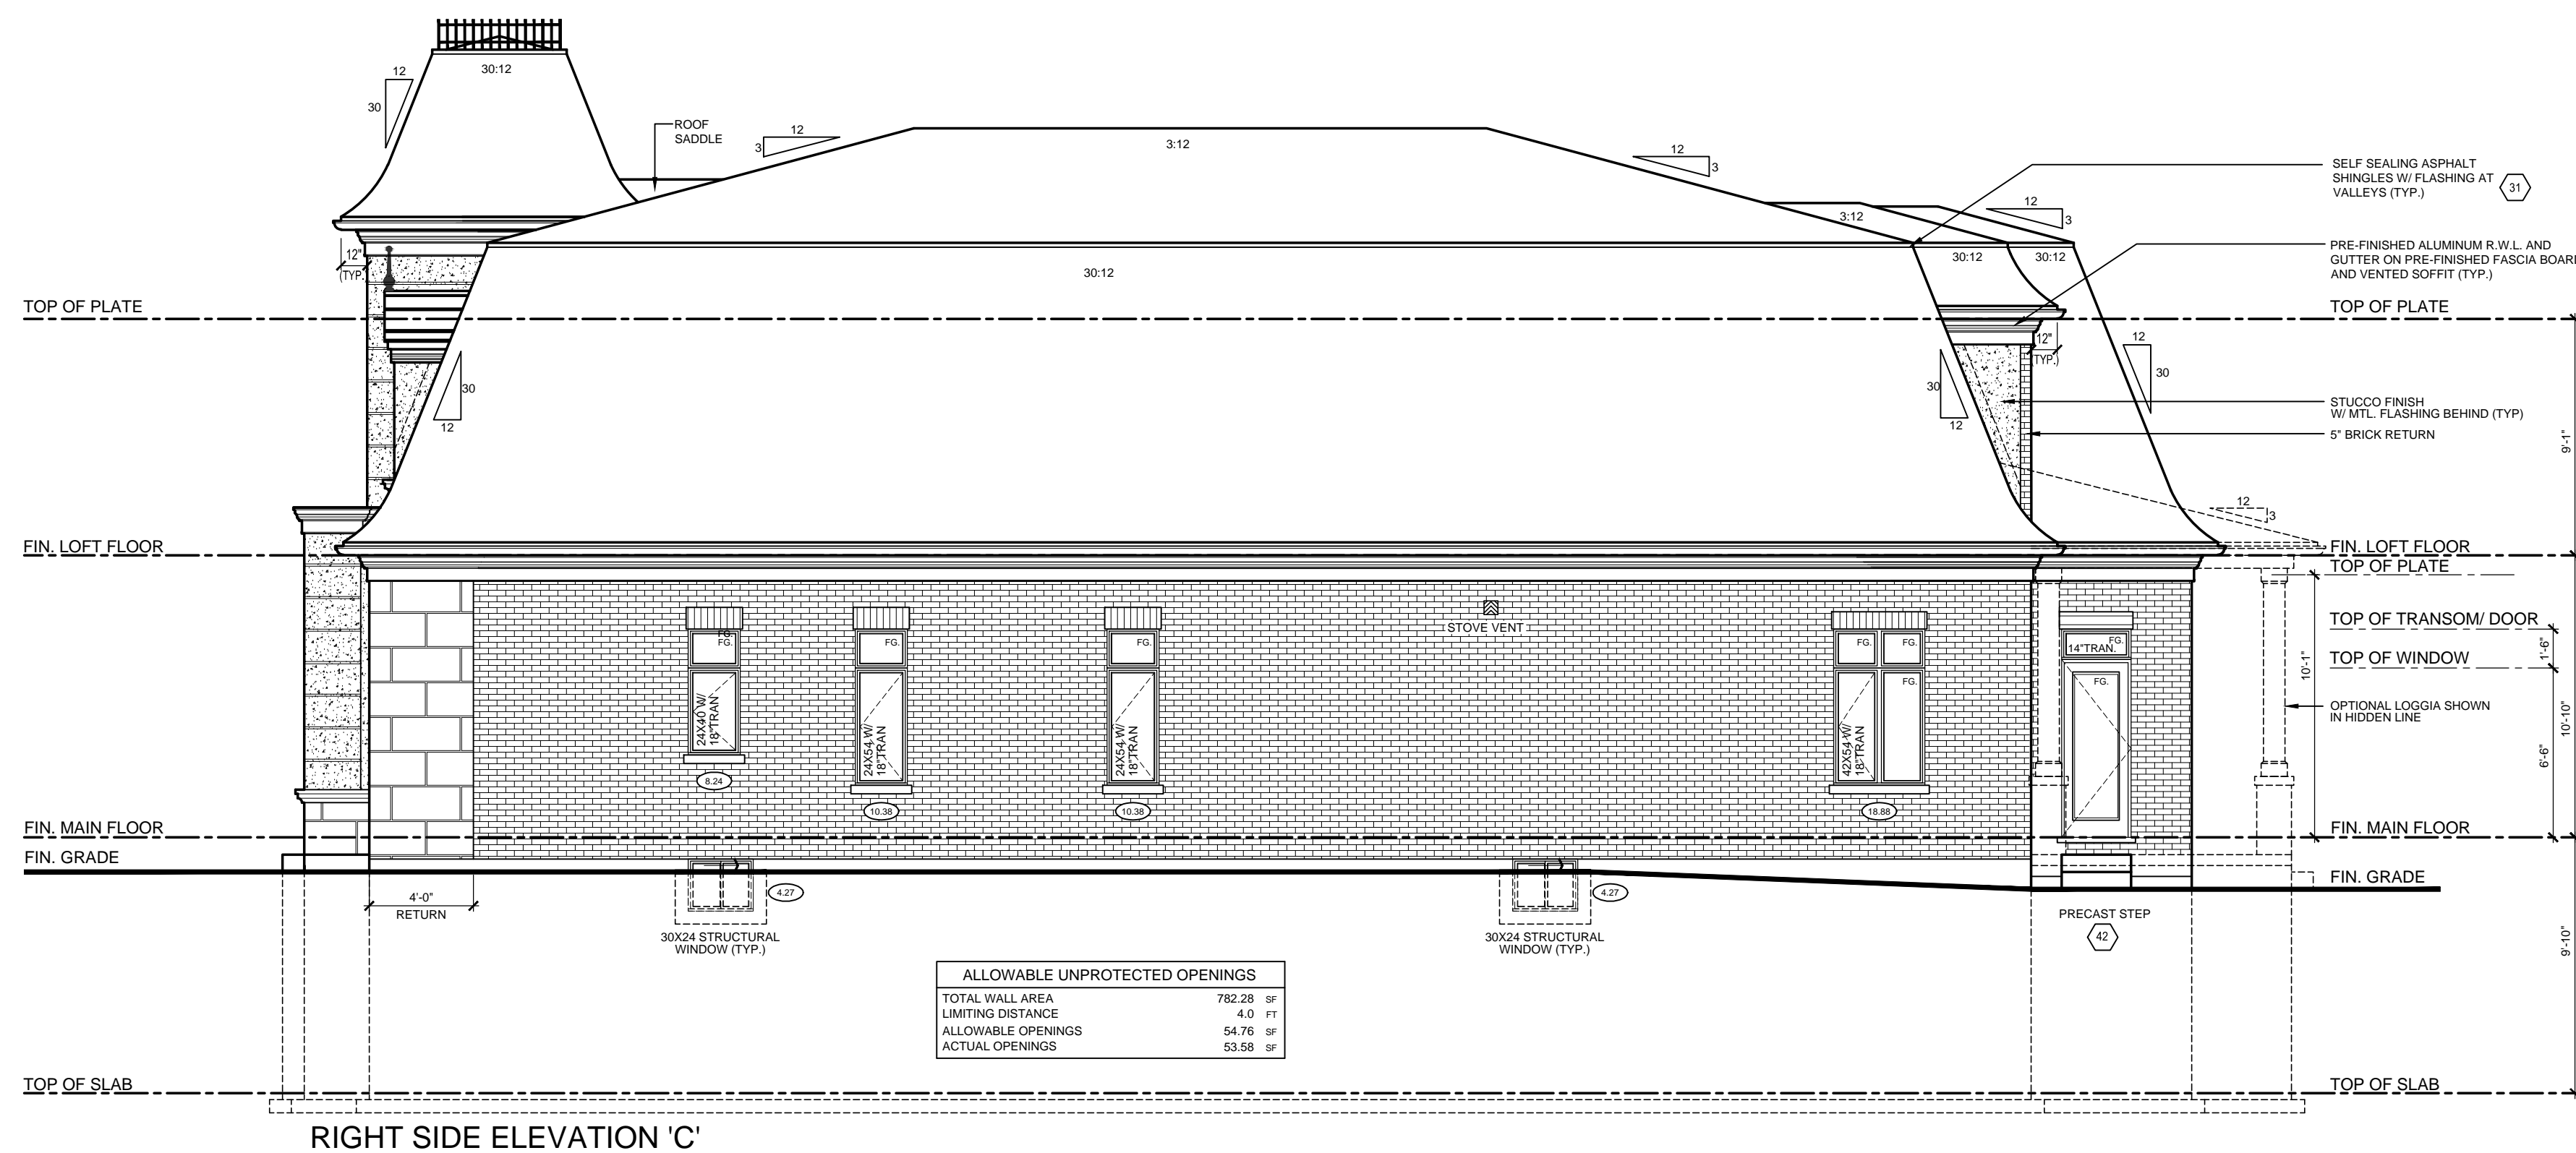 30:12
12
30
ROOF
SADDLE
12
3
3:12
12
3
SELF SEALING ASPHALT
SHINGLES W/ FLASHING AT
VALLEYS (TYP.)
31
12
3
3:12
12"
(TYP.
30:12
30:12
30:12
PRE-FINISHED ALUMINUM R.W.L. AND
GUTTER ON PRE-FINISHED FASCIA BOAR
AND VENTED SOFFIT (TYP.)
TOP OF PLATE
TOP OF PLATE
12"
(TYP.)
12
30
30
12
30
12
STUCCO FINISH
W/ MTL. FLASHING BEHIND (TYP)
5" BRICK RETURN
9'-1"
12
3
FIN. LOFT FLOOR
FIN. LOFT FLOOR
TOP OF PLATE
STOVE VENT
TOP OF TRANSOM/ DOOR
FG.
FG.
FG.
FG.
FG.
FG.
FG.
14"TRAN.
1'-6"
TOP OF WINDOW
10'-1"
FG.
FG.
24X40 W/
18"TRAN
24X54 W/
18"TRAN
24X54 W/
18"TRAN
42X54 W/
18"TRAN
OPTIONAL LOGGIA SHOWN
IN HIDDEN LINE
10'-10"
6'-6"
8.24
10.38
10.38
18.88
FIN. MAIN FLOOR
FIN. MAIN FLOOR
FIN. GRADE
FIN. GRADE
4.27
4.27
4'-0"
RETURN
PRECAST STEP
42
30X24 STRUCTURAL
WINDOW (TYP.)
30X24 STRUCTURAL
WINDOW (TYP.)
9'-10"
ALLOWABLE UNPROTECTED OPENINGS
TOTAL WALL AREA 782.28 SF
LIMITING DISTANCE 4.0 FT
ALLOWABLE OPENINGS 54.76 SF
ACTUAL OPENINGS 53.58 SF
TOP OF SLAB
TOP OF SLAB
RIGHT SIDE ELEVATION 'C'